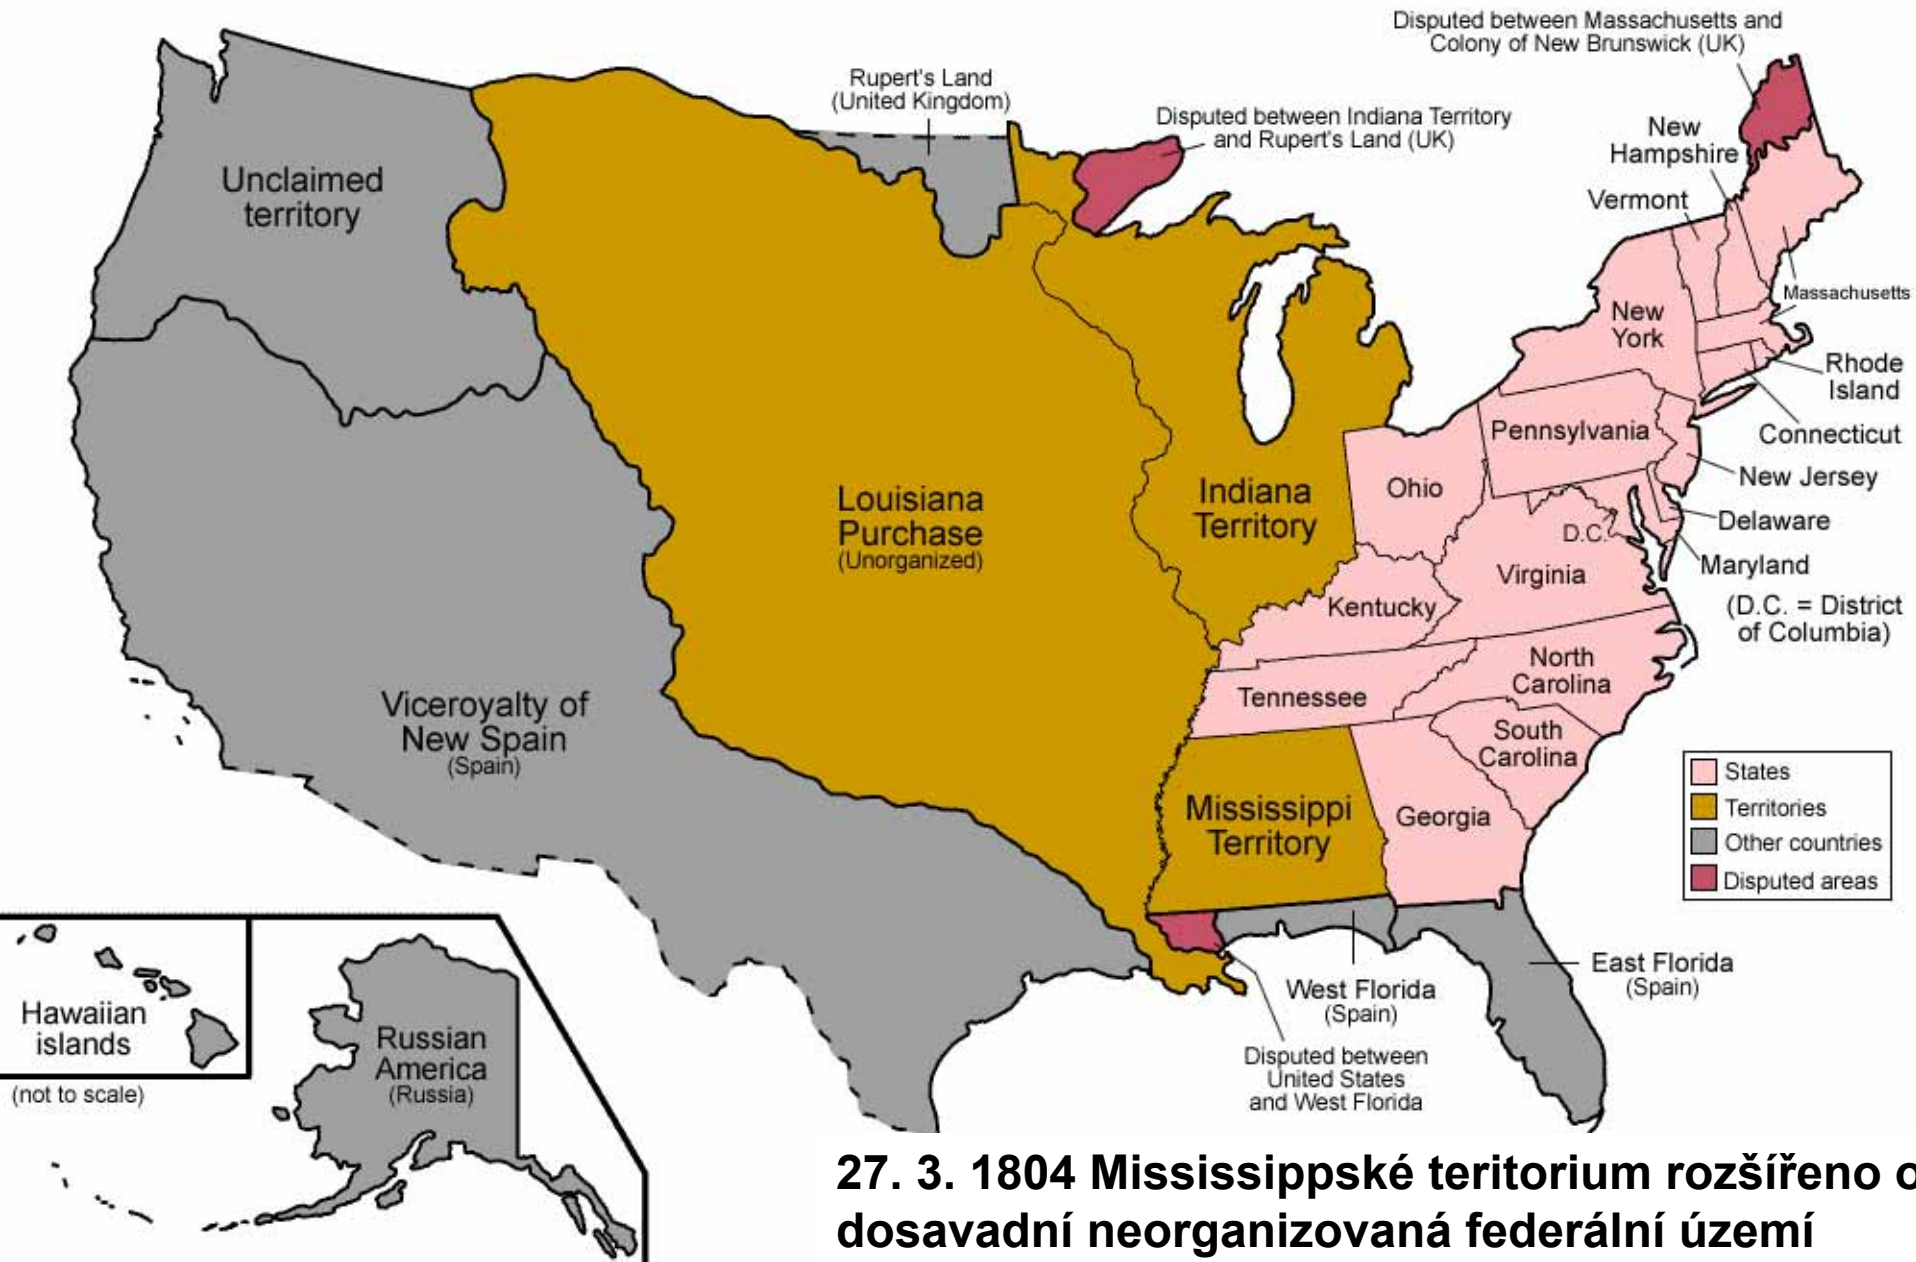 Disputed between Massachusetts and
Colony of New Brunswick (UK)
Rupert's Land
(United Kingdom)
Disputed between Indiana Territory
and Rupert's Land (UK)
New
Hampshire
Vermont
Unclaimed
territory
Massachusetts
New
York
Rhode
Island
Connecticut
Pennsylvania
New Jersey
Ohio
Delaware
D.C.
Maryland
Louisiana
Purchase
(Unorganized)
Indiana
Territory
Virginia
(D.C. = District
of Columbia)
Kentucky
North
Carolina
Tennessee
South
Carolina
Viceroyalty of
New Spain
(Spain)
Mississippi
Territory
Georgia
States
Territories
Other countries
Disputed areas
East Florida
(Spain)
West Florida
(Spain)
Disputed between
United States
and West Florida
Hawaiian
islands
(not to scale)
Russian
America
(Russia)
27. 3. 1804 Mississippské teritorium rozšířeno o
dosavadní neorganizovaná federální území